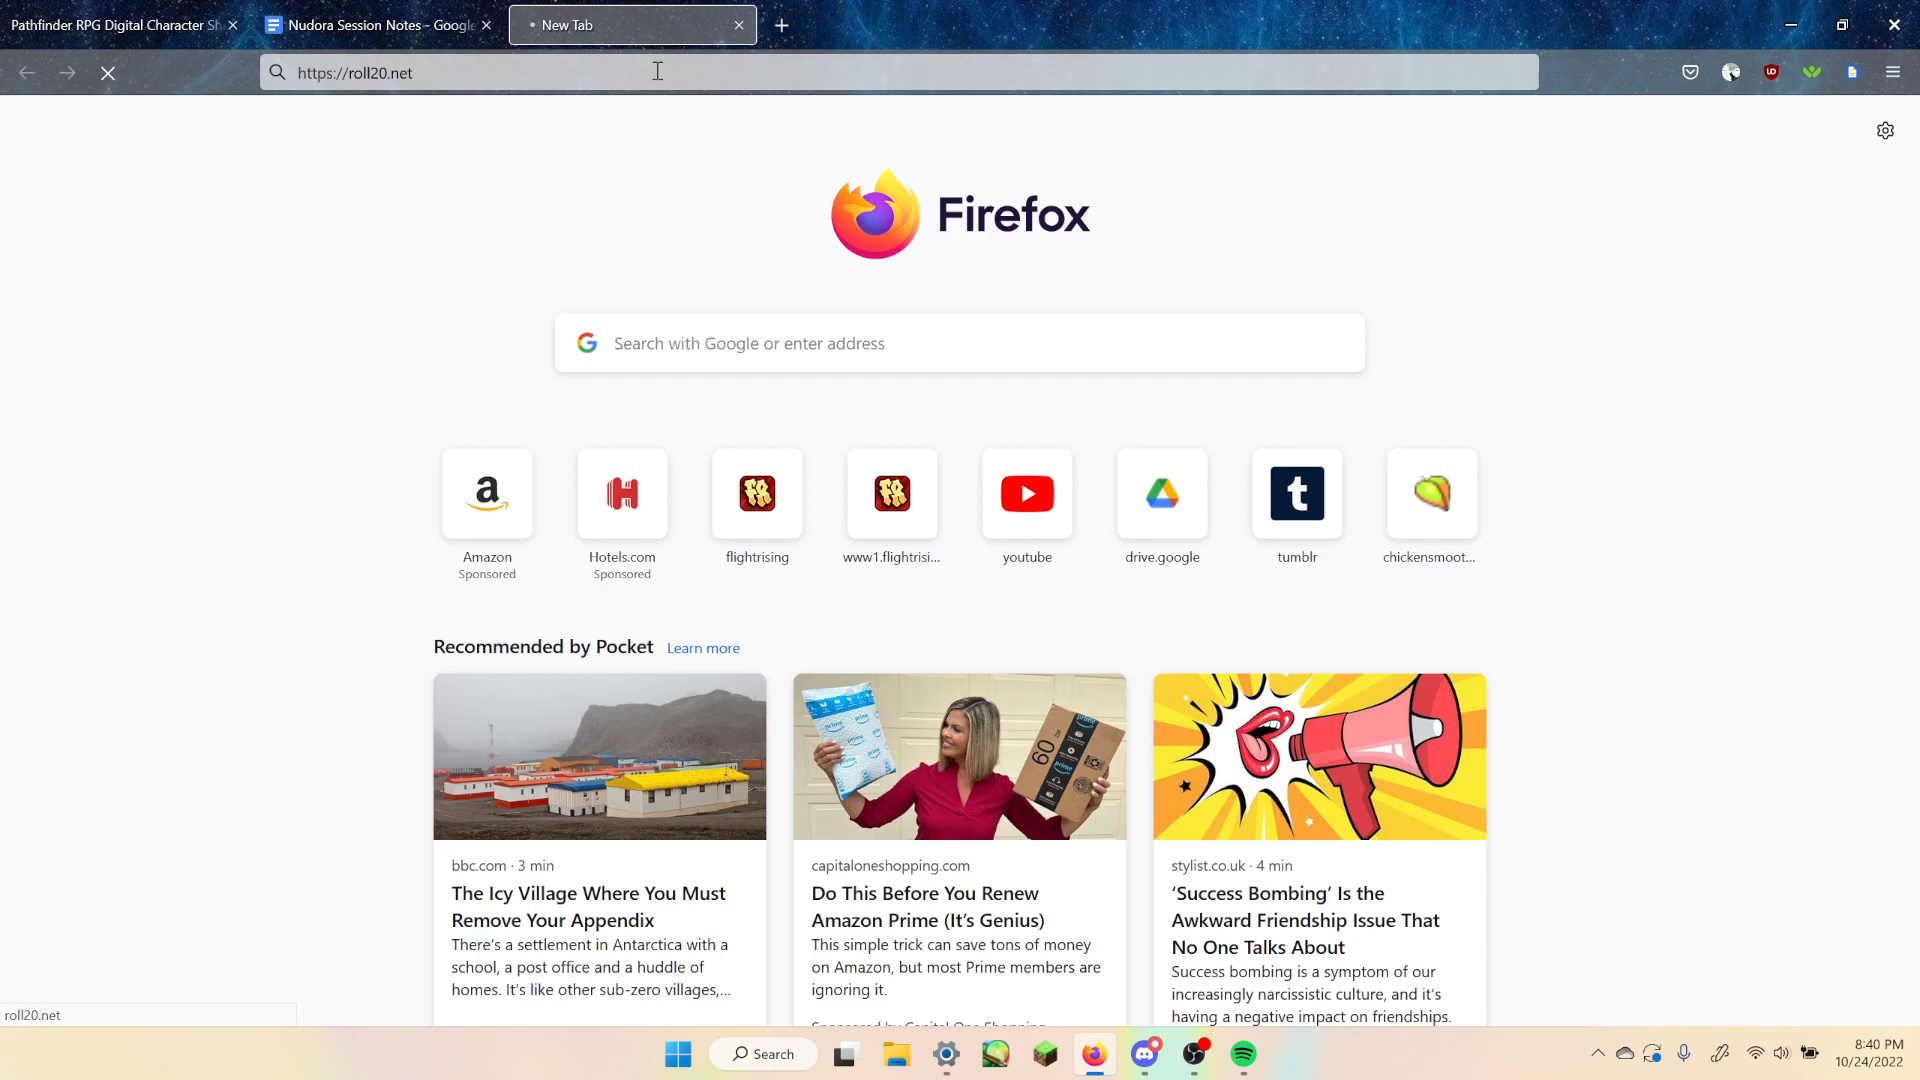 Pathfinder RPG Digital Character Sh
Nudora Session Notes - Google
New Tab
https://roll20.net
Firefox
Search with Google or enter address
Amazon
Sponsored
Hotels.com
Sponsored
flightrising
www1.flightrisi...
youtube
drive.google
tumblr
chickensmoot...
Recommended by Pocket Learn more
bbc.com · 3 min
The Icy Village Where You Must
Remove Your Appendix
There's a settlement in Antarctica with a
school, a post office and a huddle of
homes. It's like other sub-zero villages,...
capitaloneshopping.com
Do This Before You Renew
Amazon Prime (It's Genius)
This simple trick can save tons of money
on Amazon, but most Prime members are
ignoring it.
Sponsored by Capital One Shopping
stylist.co.uk · 4 min
‘Success Bombing’ Is the
Awkward Friendship Issue That
No One Talks About
Success bombing is a symptom of our
increasingly narcissistic culture, and it's
having a negative impact on friendships.
roll20.net
Search
8:40 PM
10/24/2022